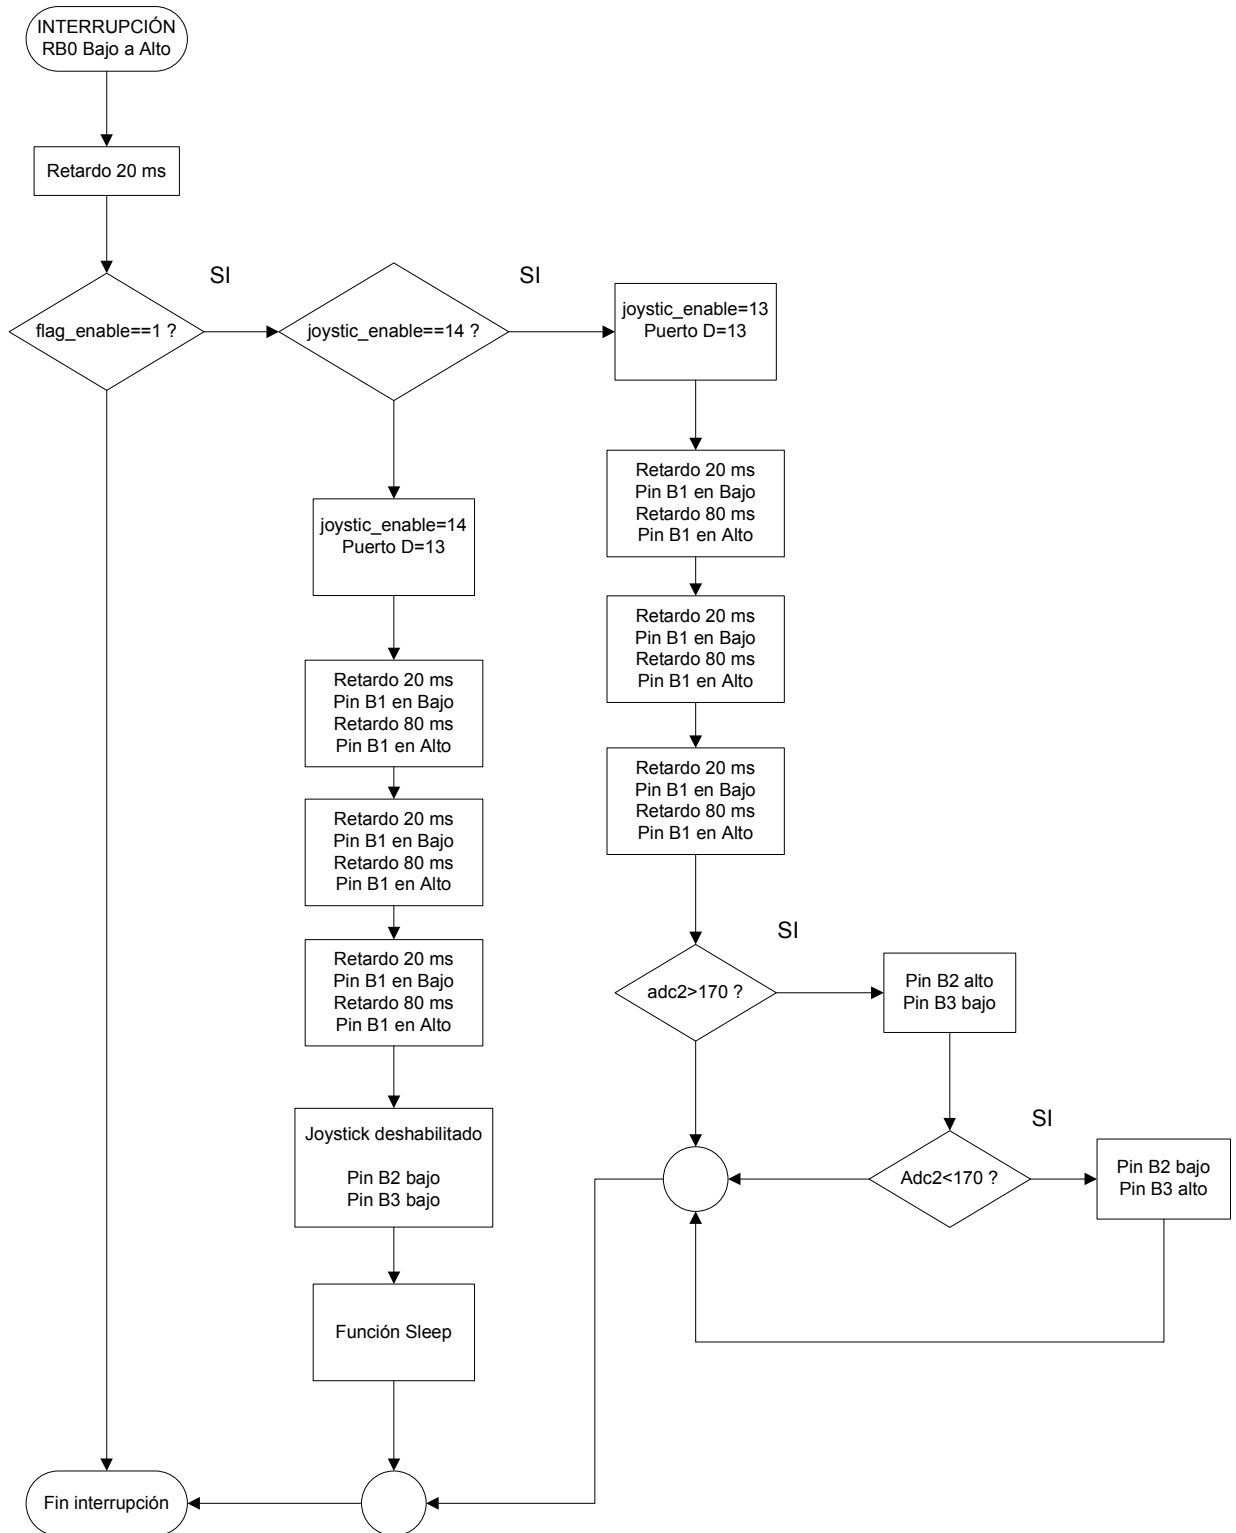 INTERRUPCIÓN
RB0 Bajo a Alto
Retardo 20 ms
SI
SI
flag_enable==1 ?
joystic_enable==14 ?
joystic_enable=13
Puerto D=13
Retardo 20 ms
Pin B1 en Bajo
Retardo 80 ms
Pin B1 en Alto
Retardo 20 ms
Pin B1 en Bajo
Retardo 80 ms
Pin B1 en Alto
Retardo 20 ms
Pin B1 en Bajo
Retardo 80 ms
Pin B1 en Alto
SI
adc2>170 ?
Pin B2 alto
Pin B3 bajo
SI
Adc2<170 ?
Pin B2 bajo
Pin B3 alto
joystic_enable=14
Puerto D=13
Retardo 20 ms
Pin B1 en Bajo
Retardo 80 ms
Pin B1 en Alto
Retardo 20 ms
Pin B1 en Bajo
Retardo 80 ms
Pin B1 en Alto
Retardo 20 ms
Pin B1 en Bajo
Retardo 80 ms
Pin B1 en Alto
Joystick deshabilitado
Pin B2 bajo
Pin B3 bajo
Función Sleep
Fin interrupción